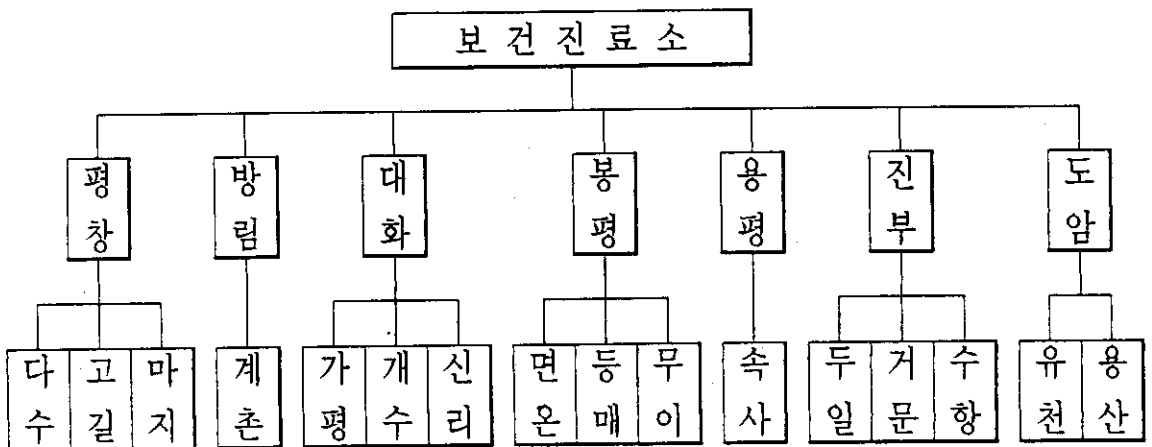 보건진료소
평창 방림 대화 봉평 용평 진부 도암
다수 고길 마지 계촌 가평 개수 신리 면온 등매 무이 속사 두일 거문 수항 유천 용산